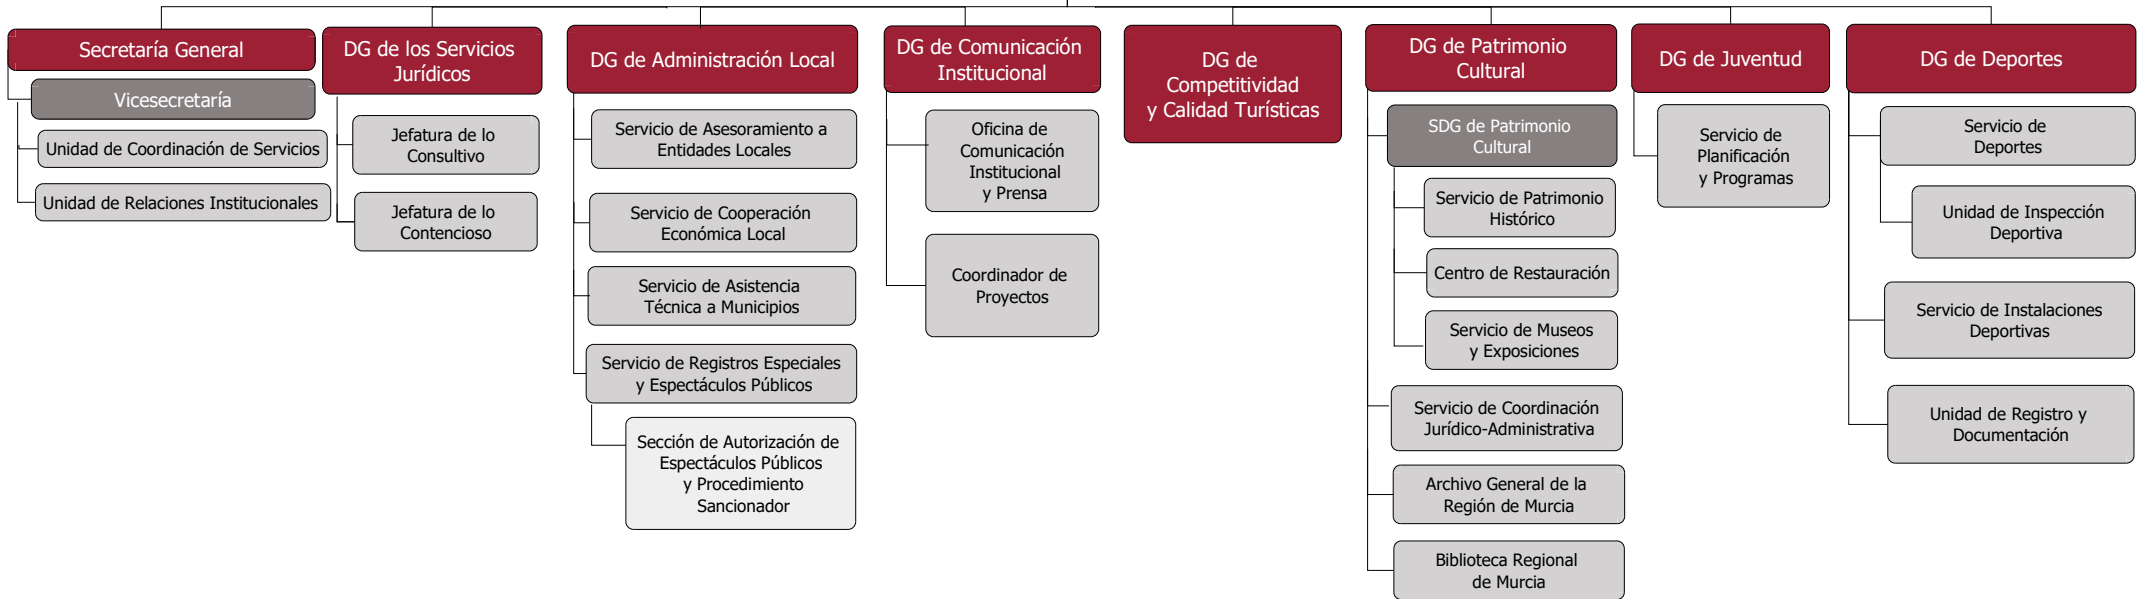 Secretaría General
Vicesecretaría
Unidad de Coordinación de Servicios
Unidad de Relaciones Institucionales
DG de los Servicios
Jurídicos
Jefatura de lo
Consultivo
Jefatura de lo
Contencioso
DG de Administración Local
Servicio de Asesoramiento a
Entidades Locales
Servicio de Cooperación
Económica Local
Servicio de Asistencia
Técnica a Municipios
Servicio de Registros Especiales
y Espectáculos Públicos
Sección de Autorización de
Espectáculos Públicos
y Procedimiento
Sancionador
DG de Comunicación
Institucional
Oficina de
Comunicación
Institucional
y Prensa
Coordinador de
Proyectos
DG de
Competitividad
y Calidad Turísticas
DG de Patrimonio
Cultural
SDG de Patrimonio
Cultural
Servicio de Patrimonio
Histórico
Centro de Restauración
Servicio de Museos
y Exposiciones
Servicio de Coordinación
Jurídico-Administrativa
Archivo General de la
Región de Murcia
Biblioteca Regional
de Murcia
DG de Juventud
Servicio de
Planificación
y Programas
DG de Deportes
Servicio de
Deportes
Unidad de Inspección
Deportiva
Servicio de Instalaciones
Deportivas
Unidad de Registro y
Documentación